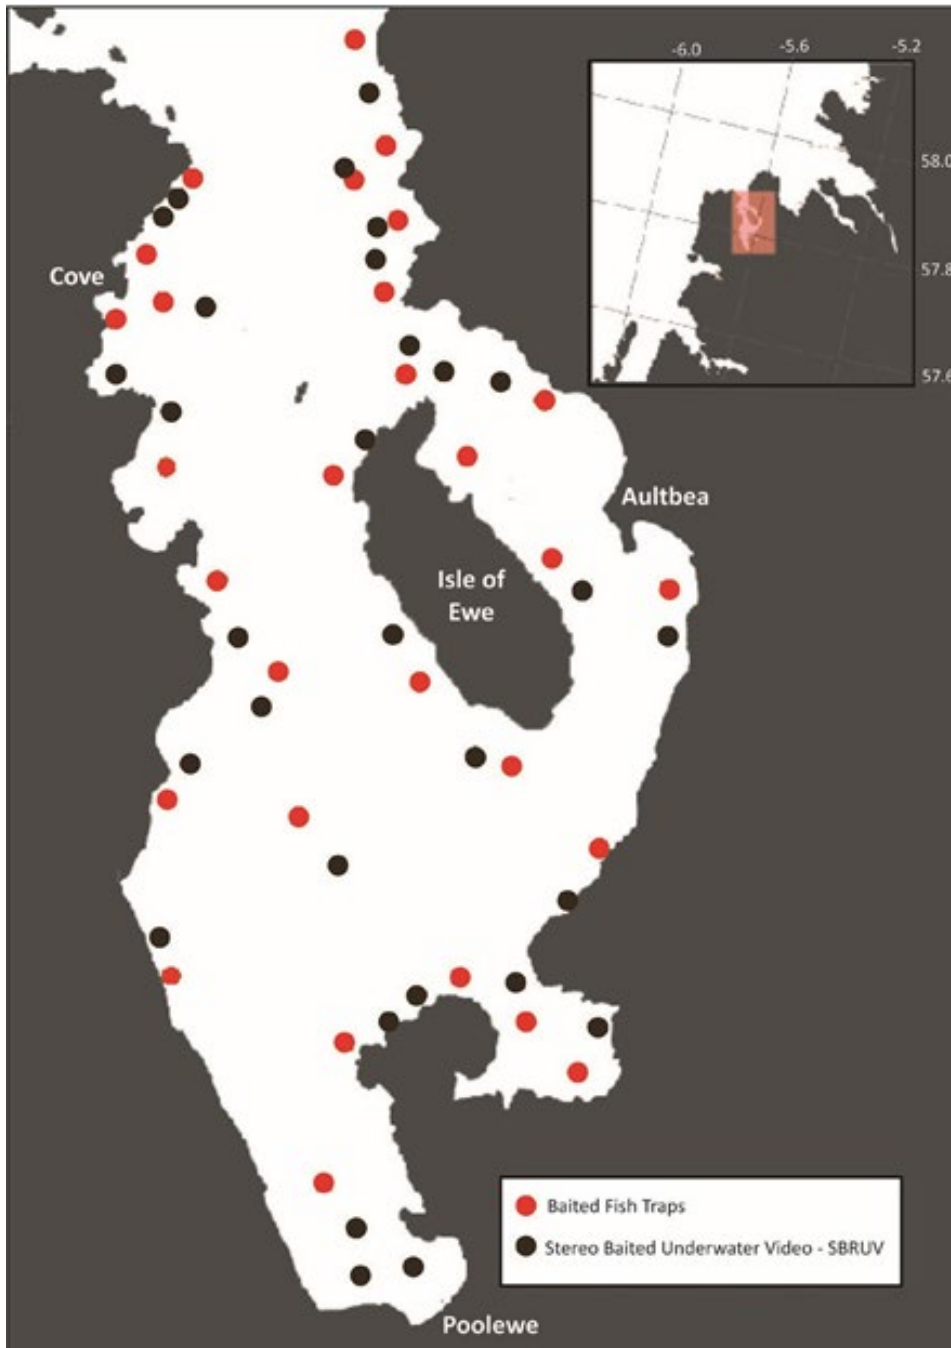 -6.0
-5.6
-5.2
58.0
57.8
57.6
Cove
Aultbea
Isle of
Ewe
Baited Fish Traps
Stereo Baited Underwater Video - SBRUV
Poolewe